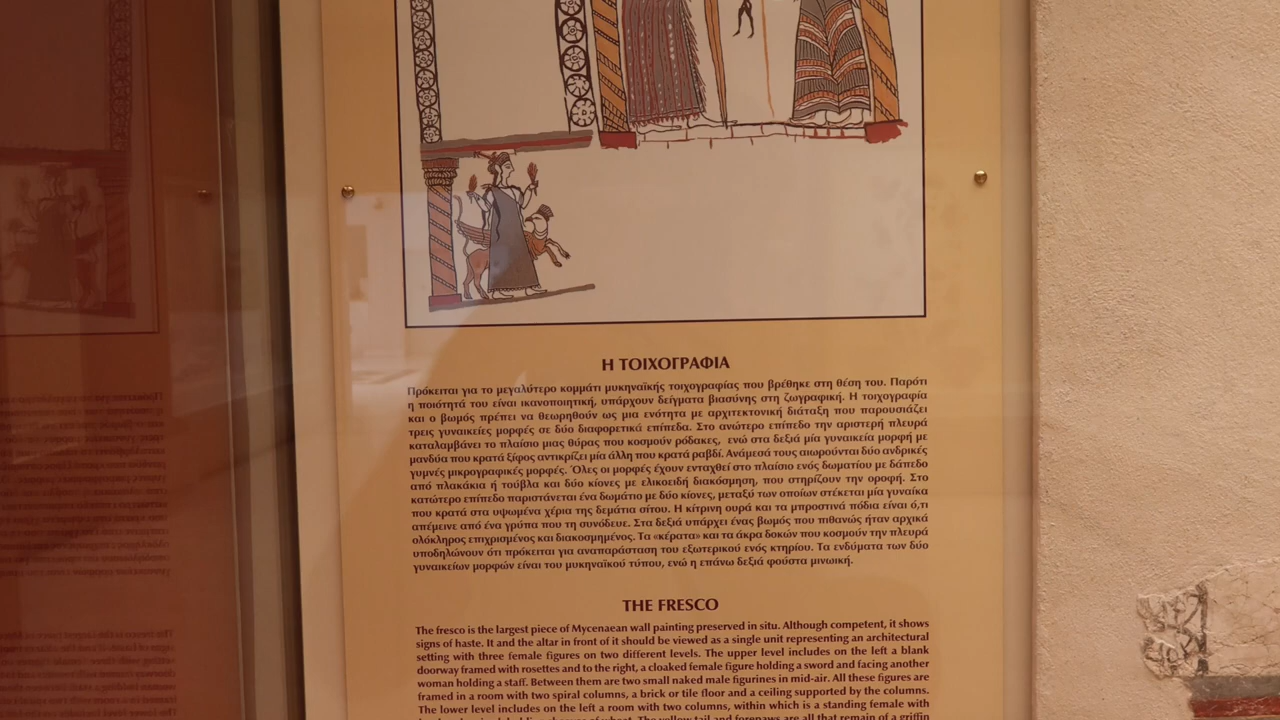 Η ΤΟΙΧΟΓΡΑΦΙΑ
Πρόκειται για το μεγαλύτερο κομμάτι μυκηναϊκής τοιχογραφίας που βρέθηκε στη θέση του. Παρότι
η ποιότητά του είναι ικανοποιητική, υπάρχουν δείγματα βιασύνης στη ζωγραφική. Η τοιχογραφία
και ο βωμός πρέπει να θεωρηθούν ως μια ενότητα με αρχιτεκτονική διάταξη που παρουσιάζει
τρεις γυναικείες μορφές σε δύο διαφορετικά επίπεδα. Στο ανώτερο επίπεδο την αριστερή πλευρά
καταλαμβάνει το πλαίσιο μιας θύρας που κοσμούν ρόδακες, ενώ στα δεξιά μία γυναικεία μορφή με
μανδύα που κρατά ξίφος αντικρίζει μία άλλη που κρατά ραβδί. Ανάμεσά τους αιωρούνται δύο ανδρικές
γυμνές μικρογραφικές μορφές. Όλες οι μορφές έχουν ενταχθεί στο πλαίσιο ενός δωματίου με δάπεδο
από πλακάκια ή τούβλα και δύο κίονες με ελικοειδή διακόσμηση, που στηρίζουν την οροφή. Στο
κατώτερο επίπεδο παριστάνεται ένα δωμάτιο με δύο κίονες, μεταξύ των οποίων στέκεται μία γυναίκα
που κρατά στα υψωμένα χέρια της δεμάτια σίτου. Η κίτρινη ουρά και τα μπροστινά πόδια είναι ό,τι
απέμεινε από ένα γρύπα που τη συνόδευε. Στα δεξιά υπάρχει ένας βωμός που πιθανώς ήταν αρχικά
ολόκληρος επιχρισμένος και διακοσμημένος. Τα «κέρατα» και τα άκρα δοκών που κοσμούν την πλευρά
υποδηλώνουν ότι πρόκειται για αναπαράσταση του εξωτερικού ενός κτηρίου. Τα ενδύματα των δύο
γυναικείων μορφών είναι του μυκηναϊκού τύπου, ενώ η επάνω δεξιά φούστα μινωική.
THE FRESCO
The fresco is the largest piece of Mycenaean wall painting preserved in situ. Although competent, it shows
signs of haste. It and the altar in front of it should be viewed as a single unit representing an architectural
setting with three female figures on two different levels. The upper level includes on the left a blank
doorway framed with rosettes and to the right, a cloaked female figure holding a sword and facing another
woman holding a staff. Between them are two small naked male figurines in mid-air. All these figures are
framed in a room with two spiral columns, a brick or tile floor and a ceiling supported by the columns.
The lower level includes on the left a room with two columns, within which is a standing female with
of wheat. The yellow tail and forepaws are all that remain of a griffin